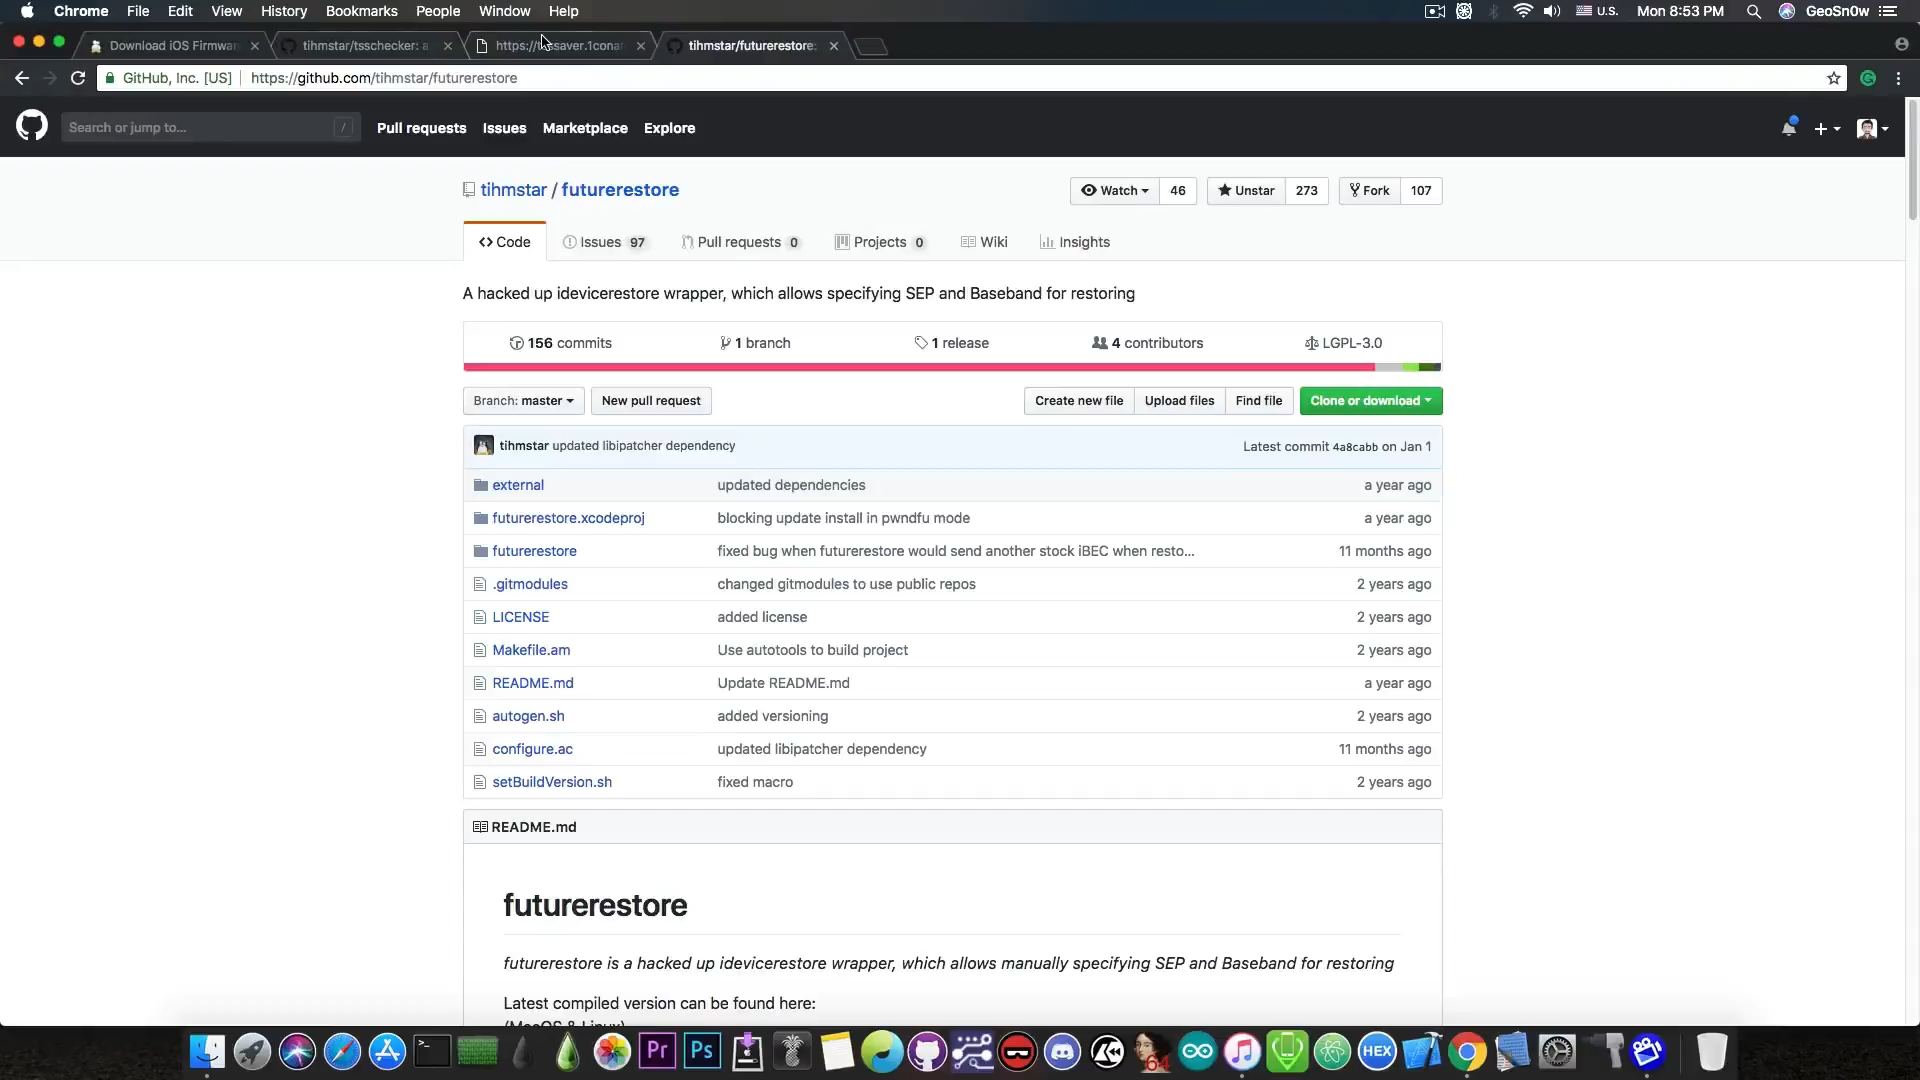 Chrome File Edit View History Bookmarks People Window Help U.S. Mon 8:53 PM GeoSn0w
Download iOS Firmwar tihmstar/tsschecker: a https://tsssaver.1conan tihmstar/futurerestore:
GitHub, Inc. [US] https://github.com/tihmstar/futurerestore
Search or jump to... / Pull requests Issues Marketplace Explore
tihmstar / futurerestore Watch 46 Unstar 273 Fork 107
Code Issues 97 Pull requests 0 Projects 0 Wiki Insights
A hacked up idevicerestore wrapper, which allows specifying SEP and Baseband for restoring
156 commits 1 branch 1 release 4 contributors LGPL-3.0
Branch: master New pull request Create new file Upload files Find file Clone or download
tihmstar updated libipatcher dependency Latest commit 4a8cabb on Jan 1
external updated dependencies a year ago
futurerestore.xcodeproj blocking update install in pwndfu mode a year ago
futurerestore fixed bug when futurerestore would send another stock iBEC when resto... 11 months ago
.gitmodules changed gitmodules to use public repos 2 years ago
LICENSE added license 2 years ago
Makefile.am Use autotools to build project 2 years ago
README.md Update README.md a year ago
autogen.sh added versioning 2 years ago
configure.ac updated libipatcher dependency 11 months ago
setBuildVersion.sh fixed macro 2 years ago
README.md
futurerestore
futurerestore is a hacked up idevicerestore wrapper, which allows manually specifying SEP and Baseband for restoring
Latest compiled version can be found here:
(MacOS & Linux)
Pr Ps 64 HEX